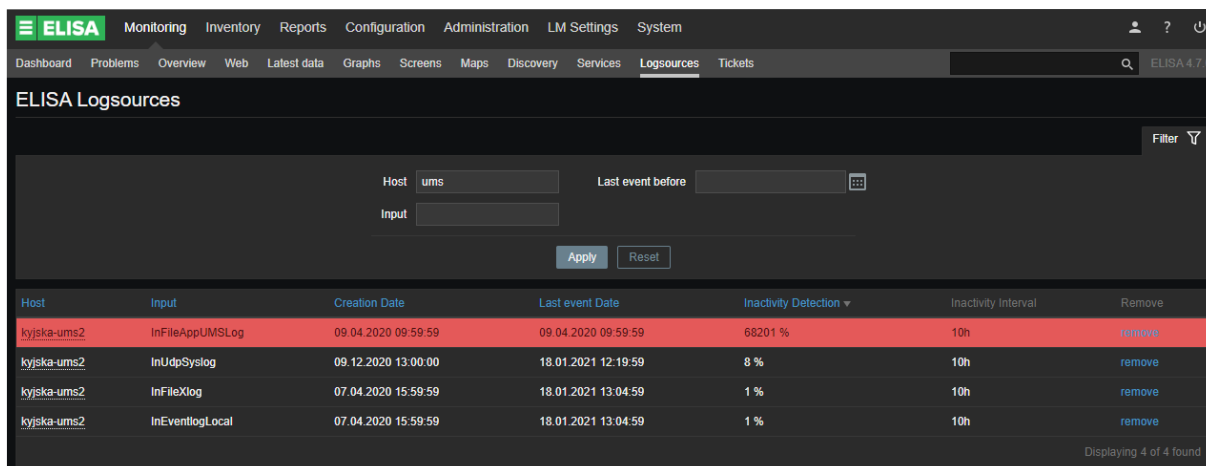 ELISA Monitoring Inventory Reports Configuration Administration LM Settings System ?
Dashboard Problems Overview Web Latest data Graphs Screens Maps Discovery Services Logsources Tickets ELISA 4.7.
ELISA Logsources
Filter
Host ums Last event before
Input
Apply Reset
Host Input Creation Date Last event Date Inactivity Detection Inactivity Interval Remove
kyjska-ums2 InFileAppUMSLog 09.04.2020 09:59:59 09.04.2020 09:59:59 68201 % 10h remove
kyjska-ums2 InUdpSyslog 09.12.2020 13:00:00 18.01.2021 12:19:59 8 % 10h remove
kyjska-ums2 InFileXlog 07.04.2020 15:59:59 18.01.2021 13:04:59 1 % 10h remove
kyjska-ums2 InEventlogLocal 07.04.2020 15:59:59 18.01.2021 13:04:59 1 % 10h remove
Displaying 4 of 4 found